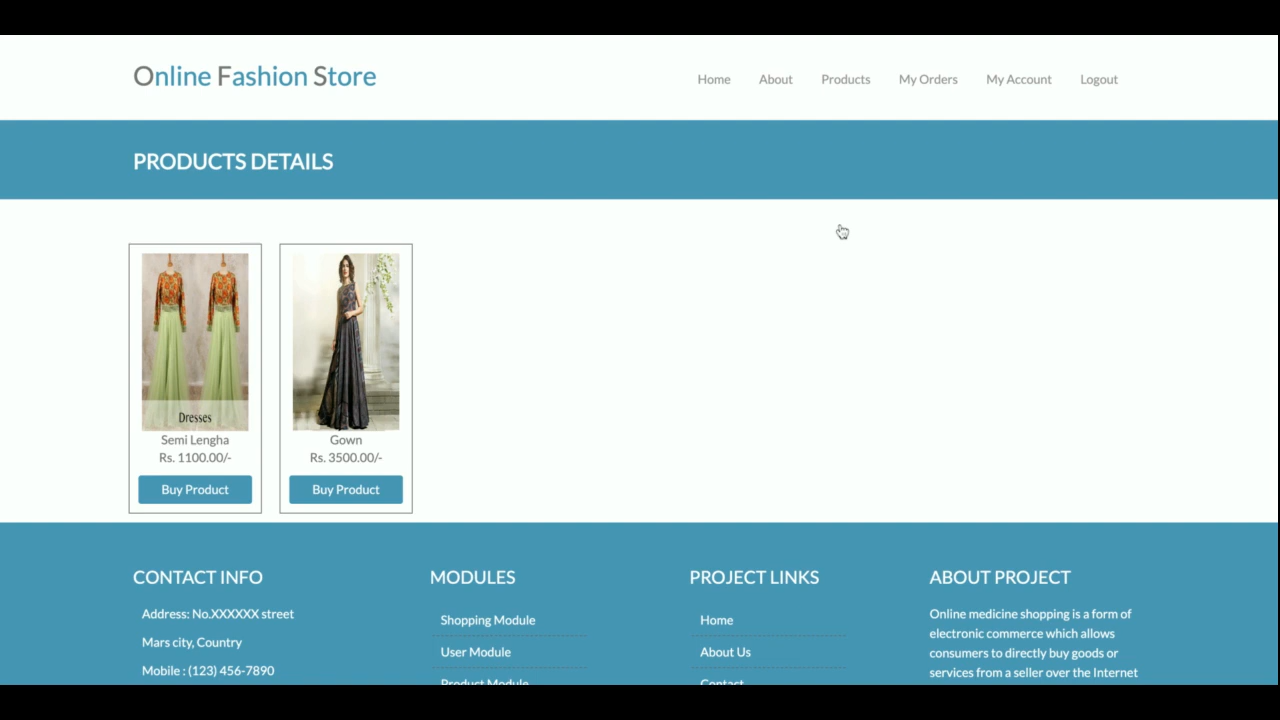 Online Fashion Store
Home About Products My Orders My Account Logout
PRODUCTS DETAILS
Dresses
Semi Lengha
Rs. 1100.00/-
Buy Product
Gown
Rs. 3500.00/-
Buy Product
CONTACT INFO
Address: No.XXXXXX street
Mars city, Country
Mobile : (123) 456-7890
MODULES
Shopping Module
User Module
Product Module
PROJECT LINKS
Home
About Us
Contact
ABOUT PROJECT
Online medicine shopping is a form of
electronic commerce which allows
consumers to directly buy goods or
services from a seller over the Internet